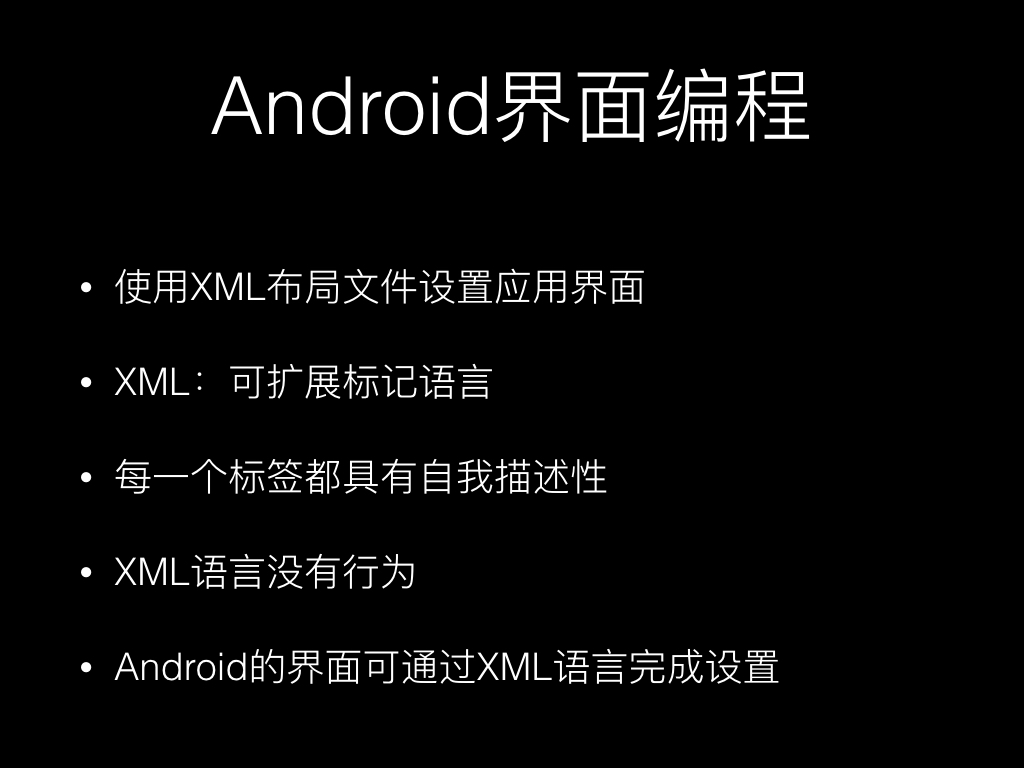 Android界面编程
• 使用XML布局文件设置应用界面
• XML：可扩展标记语言
• 每一个标签都具有自我描述性
• XML语言没有行为
• Android的界面可通过XML语言完成设置